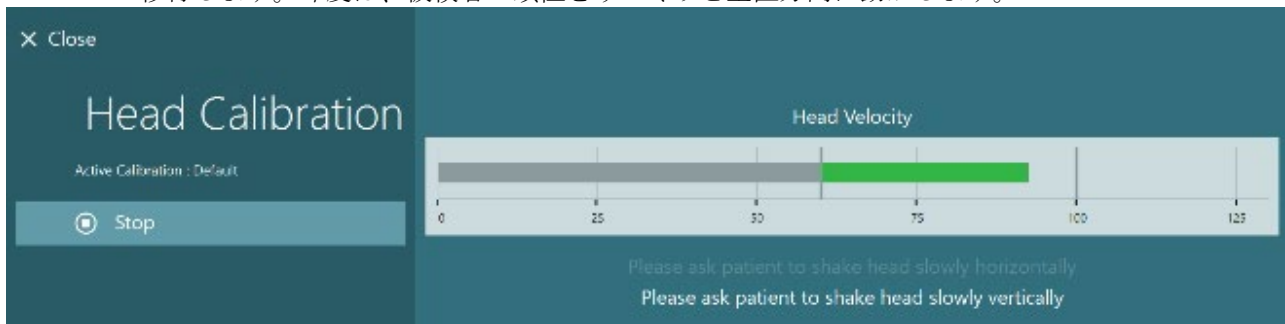 Close
Head Calibration
Active Calibration : Default
Stop
Head Velocity
0 25 50 75 100 125
Please ask patient to shake head slowly horizontally
Please ask patient to shake head slowly vertically